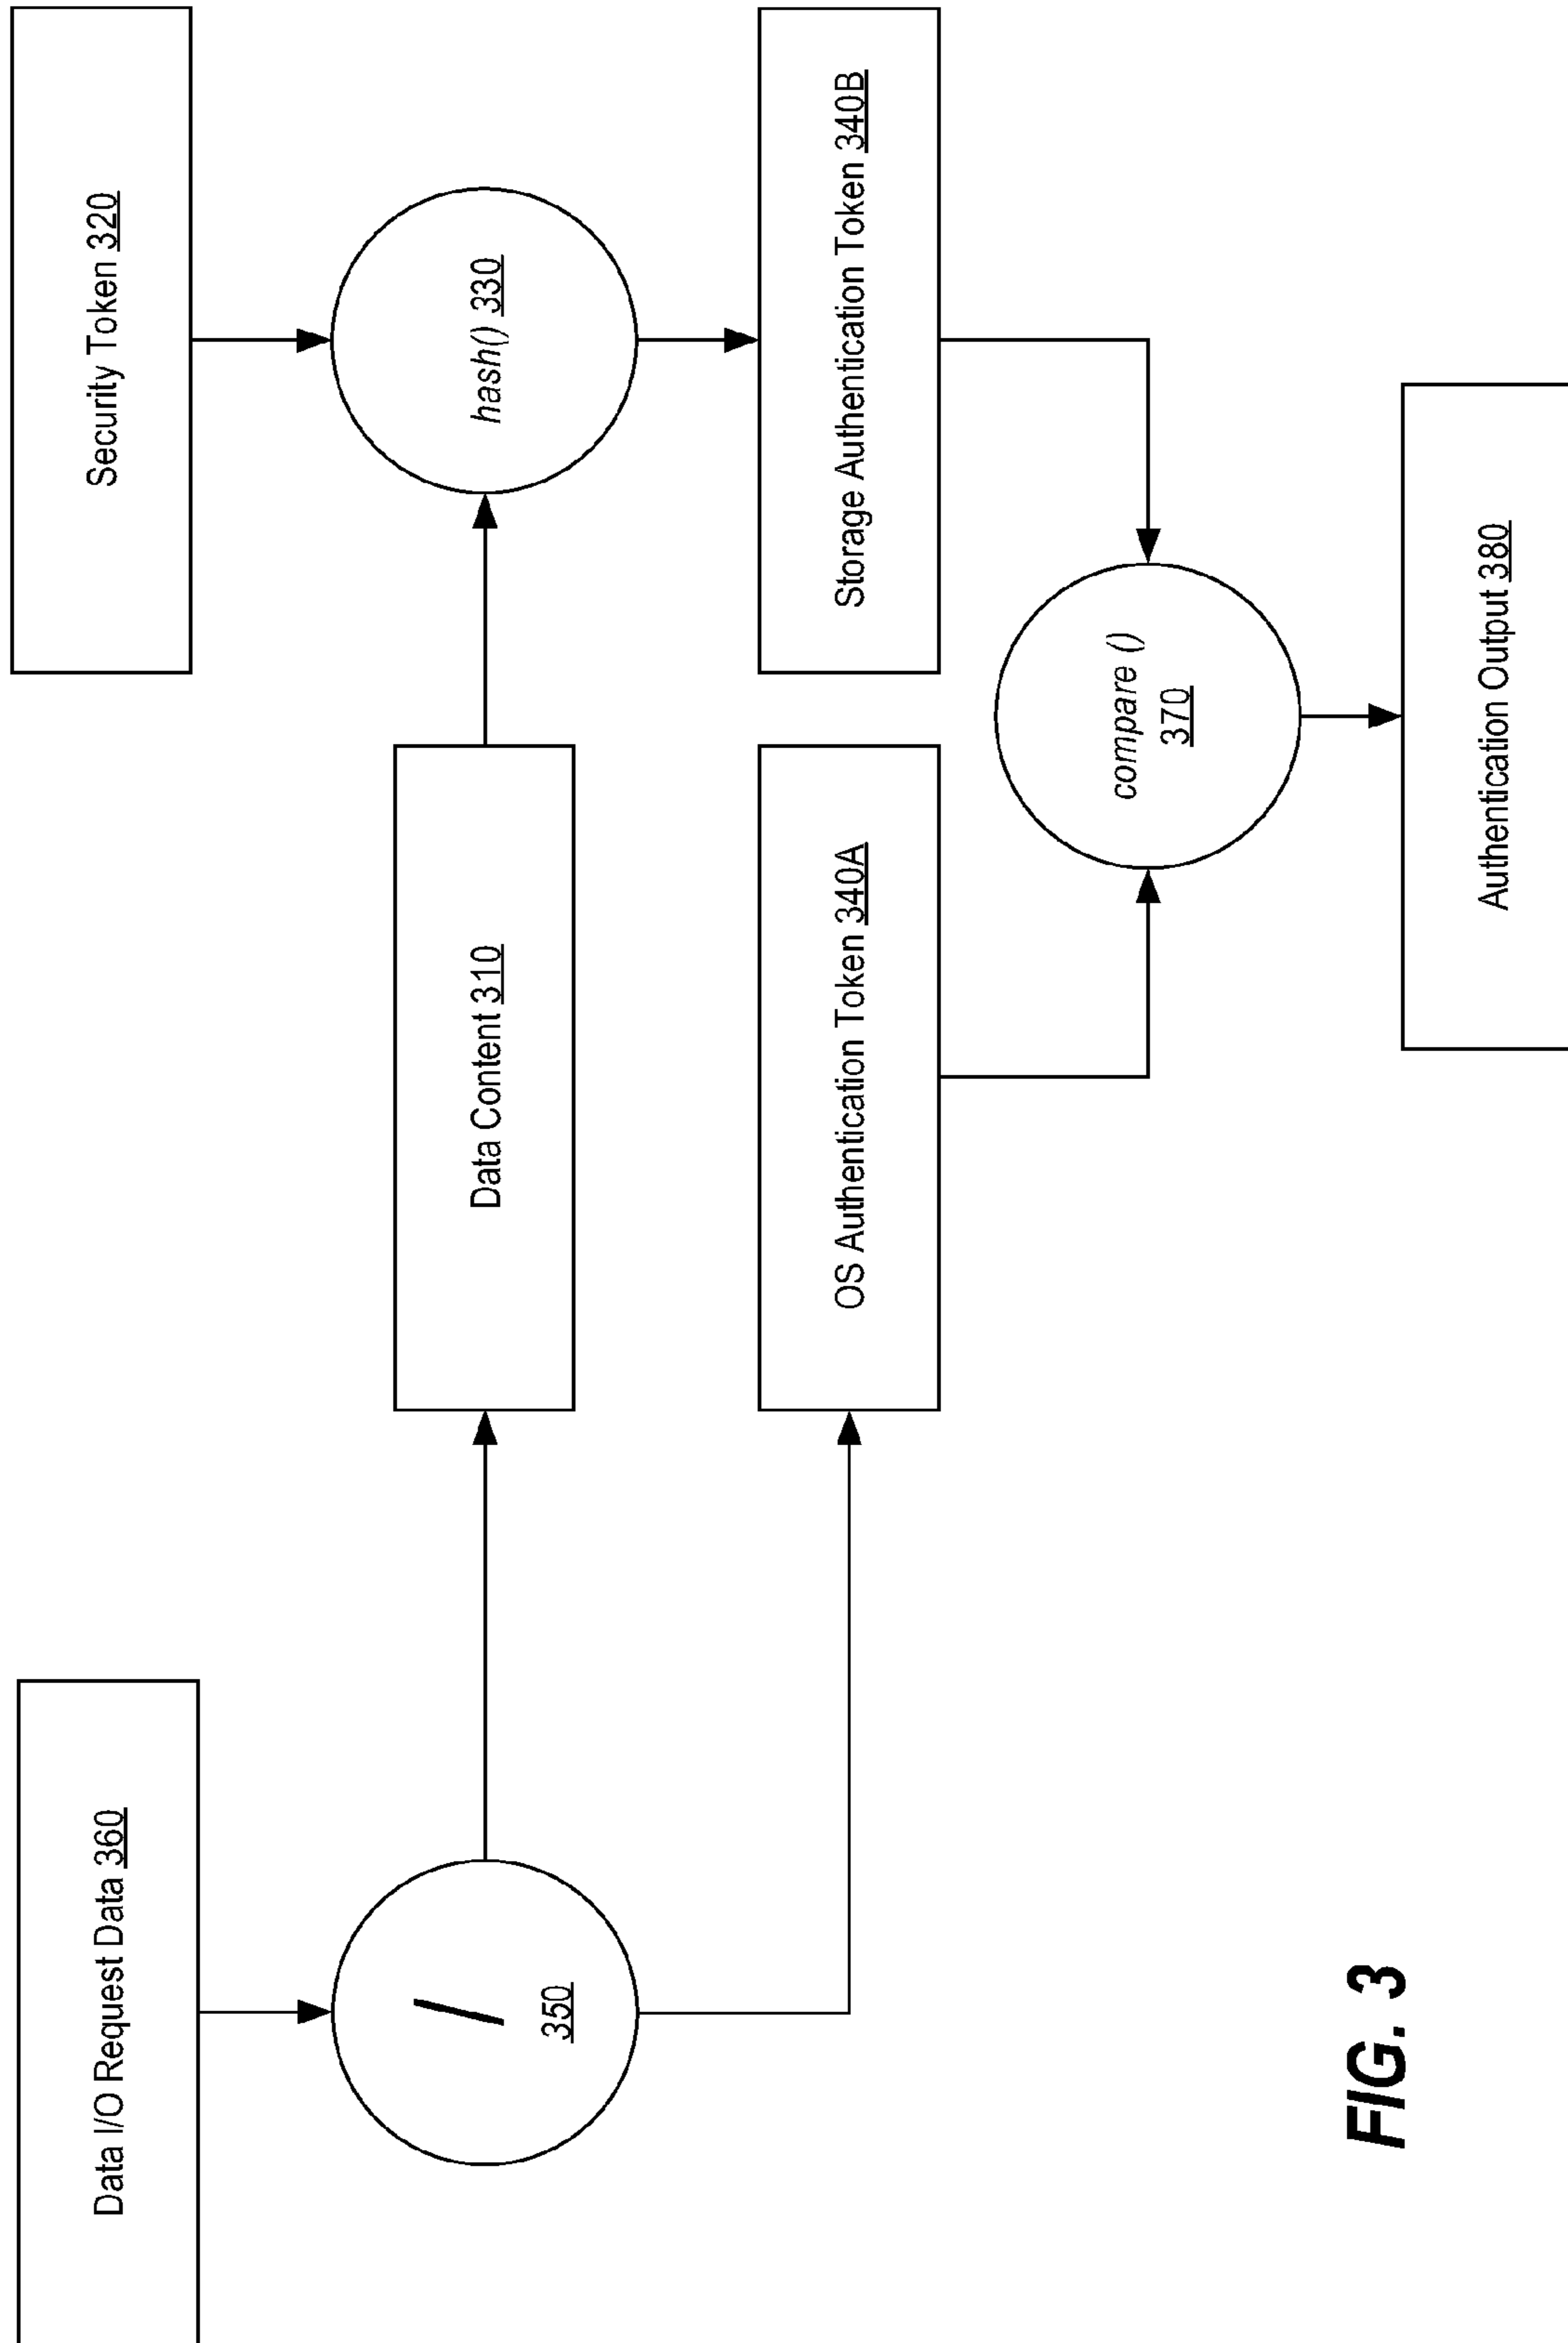 Data I/O Request Data 360
Security Token 320
/
350
Data Content 310
hash() 330
OS Authentication Token 340A
Storage Authentication Token 340B
compare ()
370
Authentication Output 380
FIG. 3